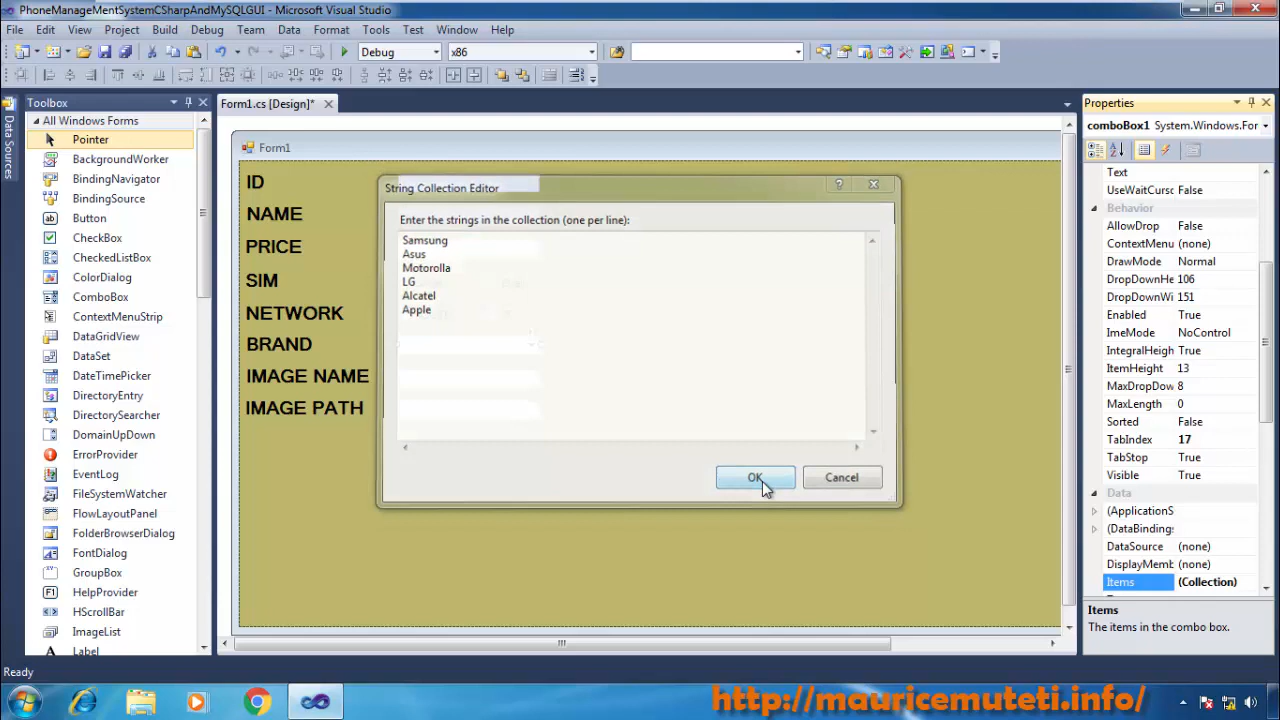 PhoneManageMentSystemCSharpAndMySQLGUI - Microsoft Visual Studio
File Edit View Project Build Debug Team Data Format Tools Test Window Help
Debug x86
Toolbox
Form1.cs [Design]*
Properties
Data Sources
All Windows Forms
Pointer
BackgroundWorker
BindingNavigator
BindingSource
Button
CheckBox
CheckedListBox
ColorDialog
ComboBox
ContextMenuStrip
DataGridView
DataSet
DateTimePicker
DirectoryEntry
DirectorySearcher
DomainUpDown
ErrorProvider
EventLog
FileSystemWatcher
FlowLayoutPanel
FolderBrowserDialog
FontDialog
GroupBox
HelpProvider
HScrollBar
ImageList
Label
Form1
ID
NAME
PRICE
SIM
NETWORK
BRAND
IMAGE NAME
IMAGE PATH
String Collection Editor
Enter the strings in the collection (one per line):
Samsung
Asus
Motorolla
LG
Alcatel
Apple
OK Cancel
comboBox1 System.Windows.For
Text
UseWaitCurso False
Behavior
AllowDrop False
ContextMenu (none)
DrawMode Normal
DropDownHe 106
DropDownWi 151
Enabled True
ImeMode NoControl
IntegralHeigh True
ItemHeight 13
MaxDropDow 8
MaxLength 0
Sorted False
TabIndex 17
TabStop True
Visible True
Data
(ApplicationS
(DataBinding
DataSource (none)
DisplayMemb (none)
Items (Collection)
Items
The items in the combo box.
Ready
http://mauricemuteti.info/